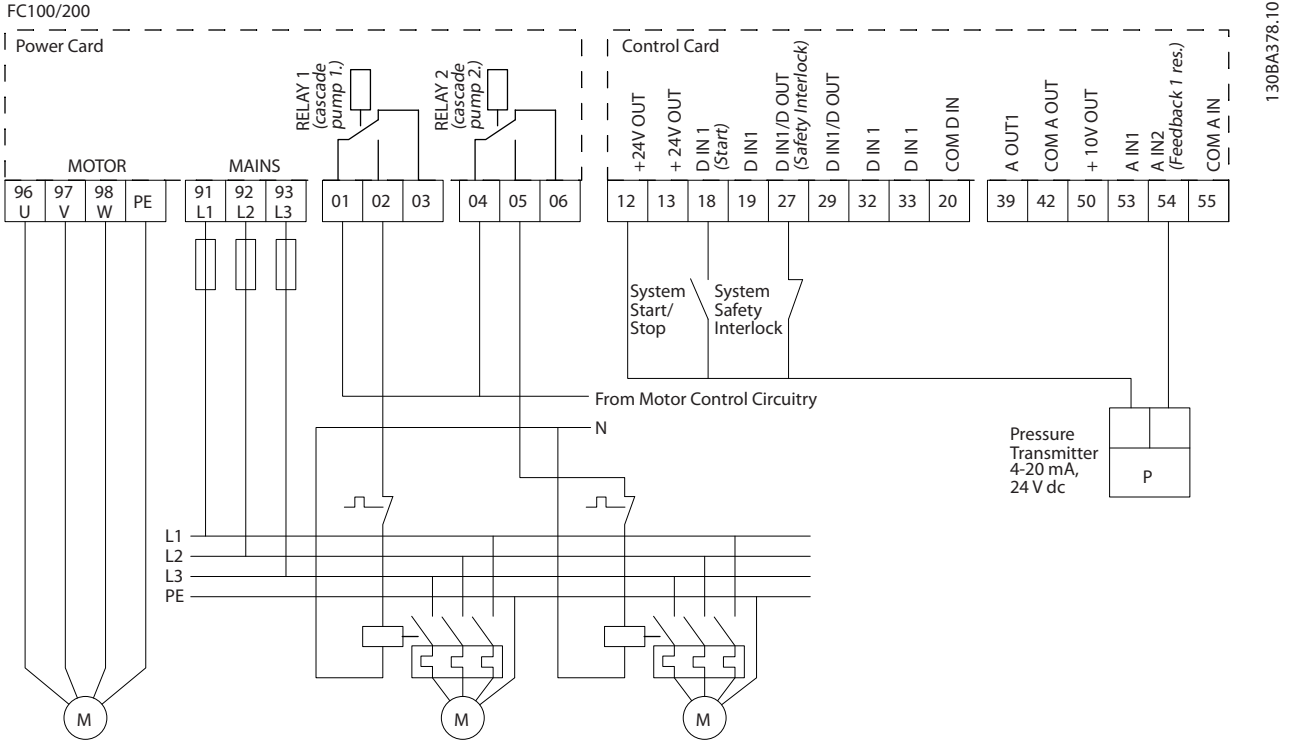 FC100/200
130BA378.10
Power Card
RELAY 1
(cascade
pump 1.)
RELAY 2
(cascade
pump 2.)
MOTOR
MAINS
96
U
97
V
98
W
PE
91
L1
92
L2
93
L3
01
02
03
04
05
06
Control Card
+24V OUT
+ 24V OUT
D IN 1
(Start)
D IN1
D IN1/D OUT
(Safety Interlock)
D IN1/D OUT
D IN 1
D IN 1
COM D IN
A OUT1
COM A OUT
+ 10V OUT
A IN1
A IN2
(Feedback 1 res.)
COM A IN
12
13
18
19
27
29
32
33
20
39
42
50
53
54
55
System
Start/
Stop
System
Safety
Interlock
From Motor Control Circuitry
N
Pressure
Transmitter
4-20 mA,
24 V dc
P
L1
L2
L3
PE
M
M
M